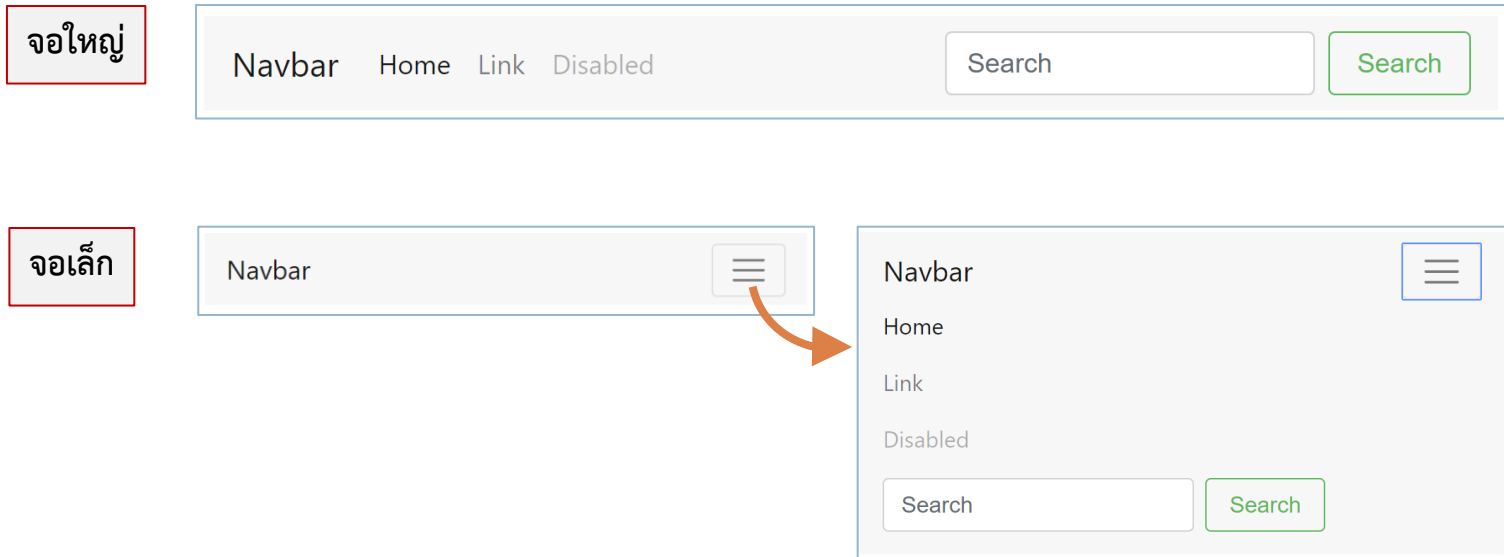 จอใหญ่
Navbar Home Link Disabled Search Search
จอเล็ก
Navbar
Navbar
Home
Link
Disabled
Search Search